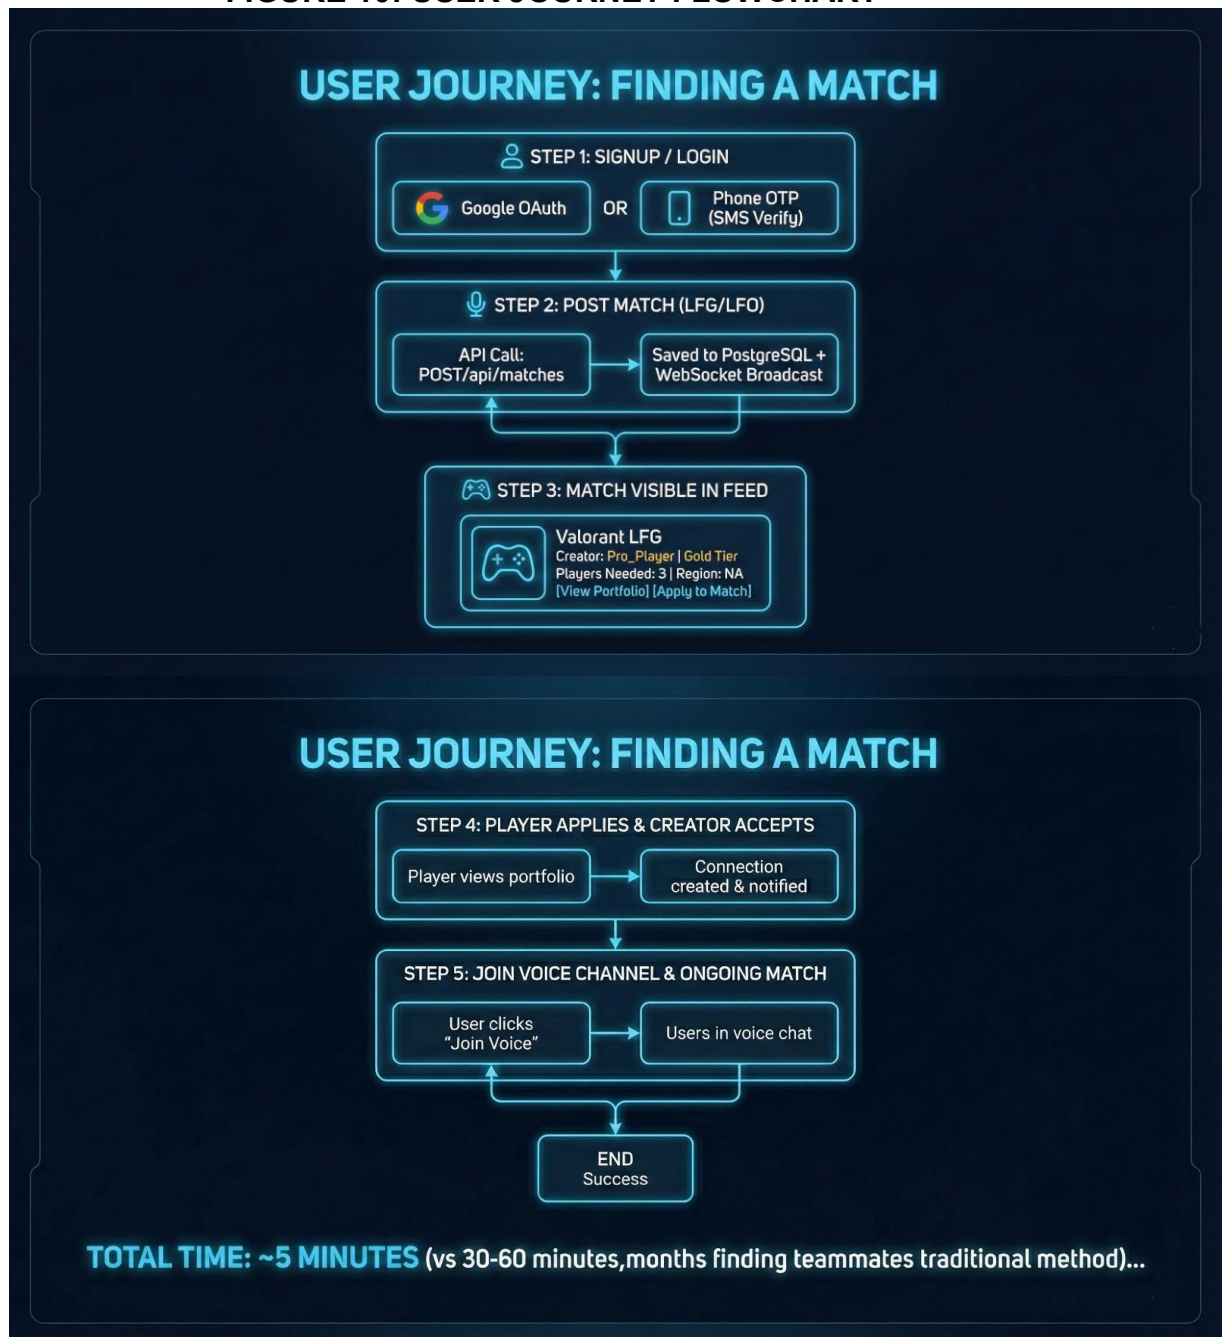 USER JOURNEY: FINDING A MATCH
STEP 1: SIGNUP / LOGIN
Google OAuth
OR
Phone OTP
(SMS Verify)
STEP 2: POST MATCH (LFG/LFO)
API Call:
POST/api/matches
Saved to PostgreSQL +
WebSocket Broadcast
STEP 3: MATCH VISIBLE IN FEED
Valorant LFG
Creator: Pro_Player | Gold Tier
Players Needed: 3 | Region: NA
[View Portfolio] [Apply to Match]
USER JOURNEY: FINDING A MATCH
STEP 4: PLAYER APPLIES & CREATOR ACCEPTS
Player views portfolio
Connection
created & notified
STEP 5: JOIN VOICE CHANNEL & ONGOING MATCH
User clicks
“Join Voice”
Users in voice chat
END
Success
TOTAL TIME: ~5 MINUTES (vs 30-60 minutes,months finding teammates traditional method)...